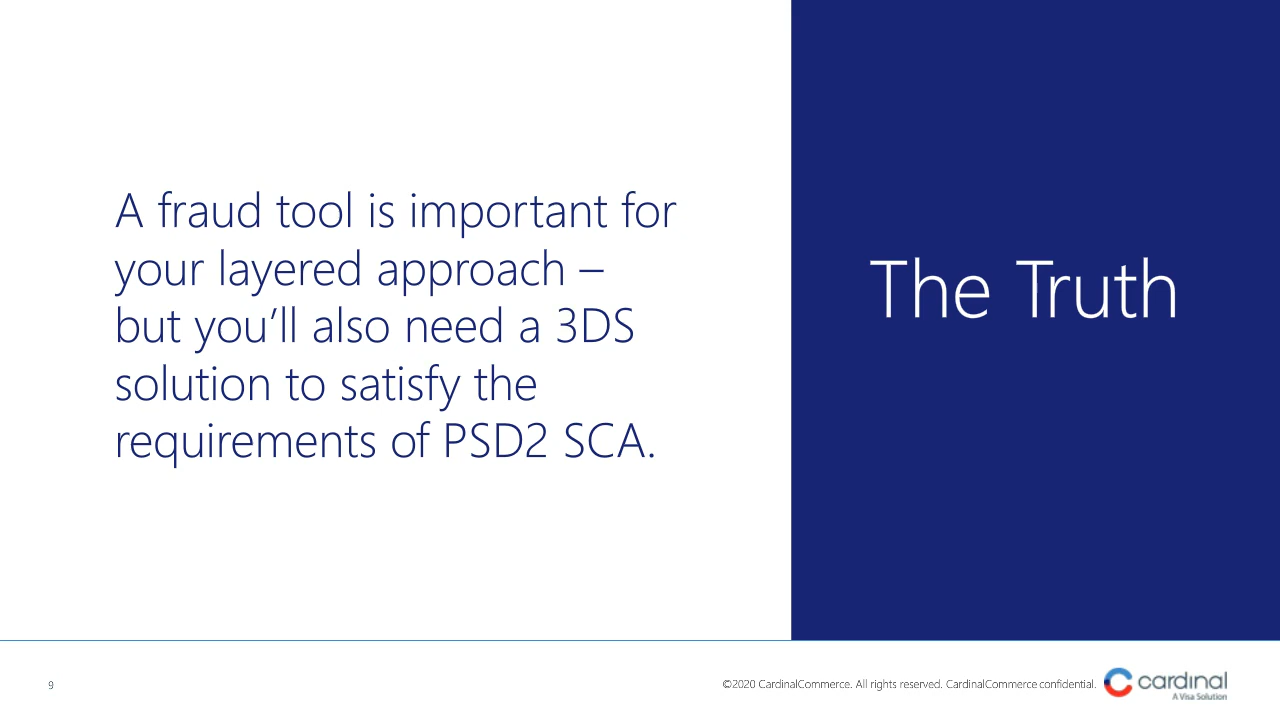 A fraud tool is important for
your layered approach –
but you’ll also need a 3DS
solution to satisfy the
requirements of PSD2 SCA.
The Truth
9
©2020 CardinalCommerce. All rights reserved. CardinalCommerce confidential.
cardinal
A Visa Solution